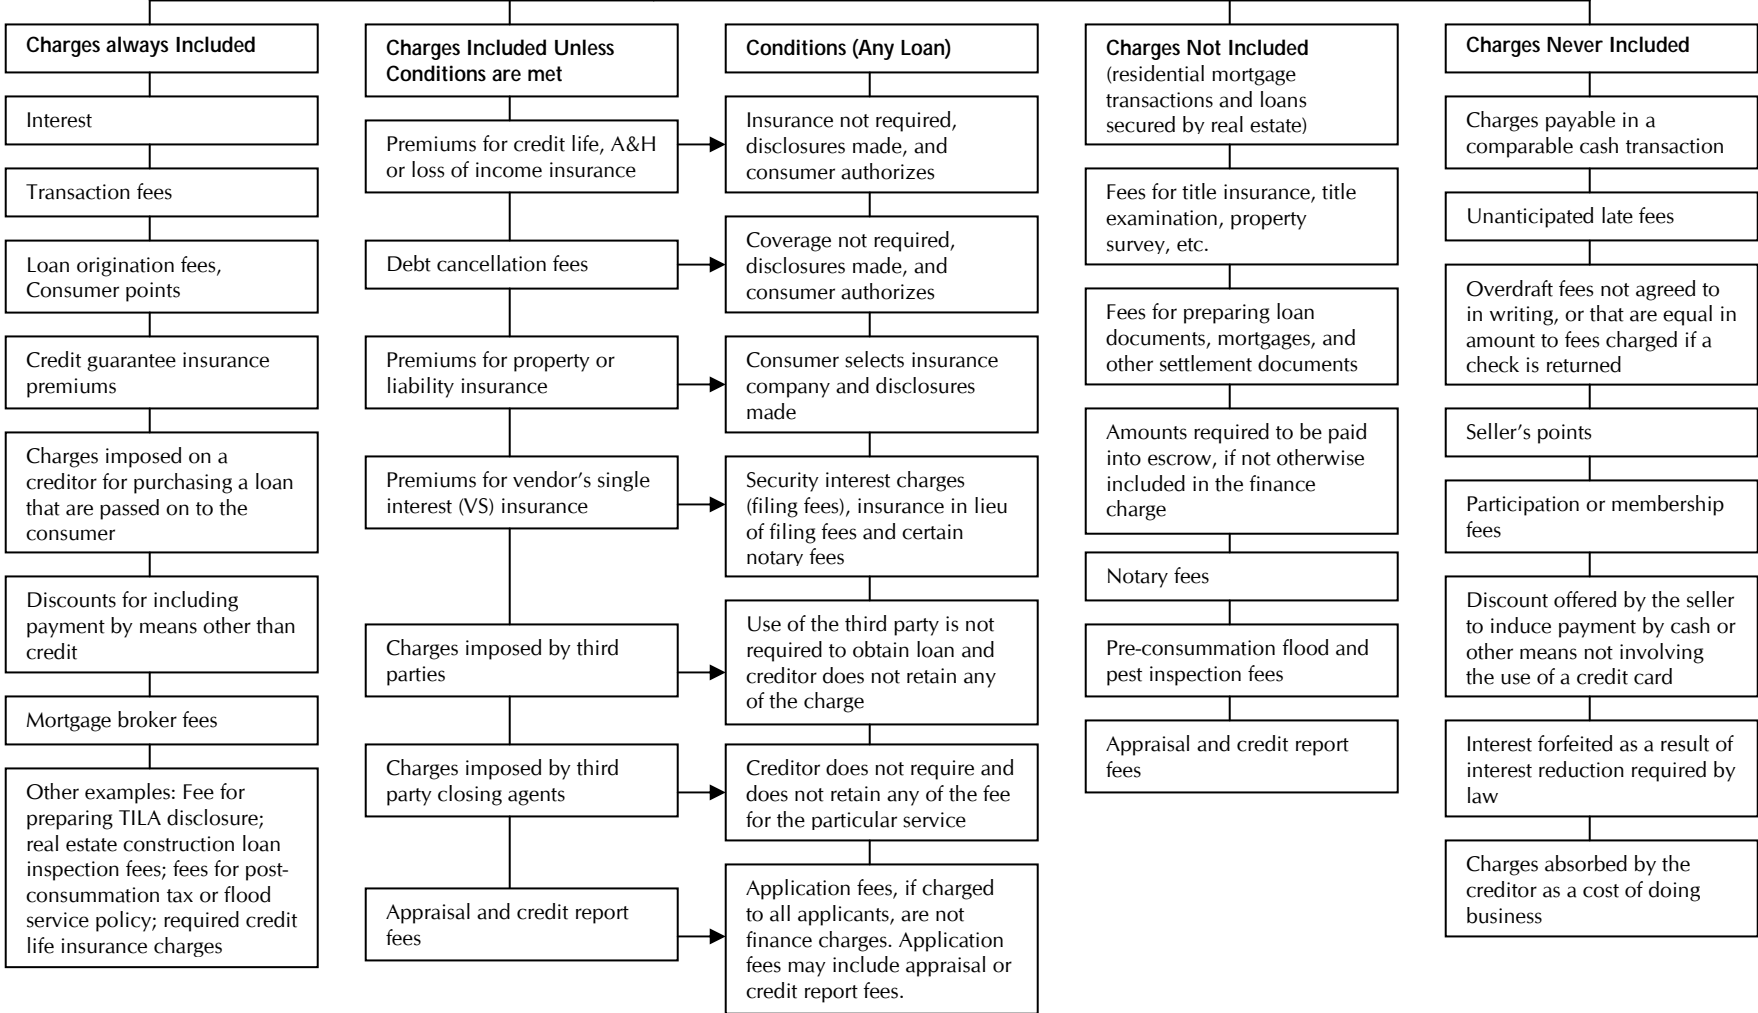 Charges always Included
Interest
Transaction fees
Loan origination fees,
Consumer points
Credit guarantee insurance
premiums
Charges imposed on a
creditor for purchasing a loan
that are passed on to the
consumer
Discounts for including
payment by means other than
credit
Mortgage broker fees
Other examples: Fee for
preparing TILA disclosure;
real estate construction loan
inspection fees; fees for post-
consummation tax or flood
service policy; required credit
life insurance charges
Charges Included Unless
Conditions are met
Premiums for credit life, A&H
or loss of income insurance
Debt cancellation fees
Premiums for property or
liability insurance
Premiums for vendor's single
interest (VS) insurance
Charges imposed by third
parties
Charges imposed by third
party closing agents
Appraisal and credit report
fees
Conditions (Any Loan)
Insurance not required,
disclosures made, and
consumer authorizes
Coverage not required,
disclosures made, and
consumer authorizes
Consumer selects insurance
company and disclosures
made
Security interest charges
(filing fees), insurance in lieu
of filing fees and certain
notary fees
Use of the third party is not
required to obtain loan and
creditor does not retain any
of the charge
Creditor does not require and
does not retain any of the fee
for the particular service
Application fees, if charged
to all applicants, are not
finance charges. Application
fees may include appraisal or
credit report fees.
Charges Not Included
(residential mortgage
transactions and loans
secured by real estate)
Fees for title insurance, title
examination, property
survey, etc.
Fees for preparing loan
documents, mortgages, and
other settlement documents
Amounts required to be paid
into escrow, if not otherwise
included in the finance
charge
Notary fees
Pre-consummation flood and
pest inspection fees
Appraisal and credit report
fees
Charges Never Included
Charges payable in a
comparable cash transaction
Unanticipated late fees
Overdraft fees not agreed to
in writing, or that are equal in
amount to fees charged if a
check is returned
Seller's points
Participation or membership
fees
Discount offered by the seller
to induce payment by cash or
other means not involving
the use of a credit card
Interest forfeited as a result of
interest reduction required by
law
Charges absorbed by the
creditor as a cost of doing
business